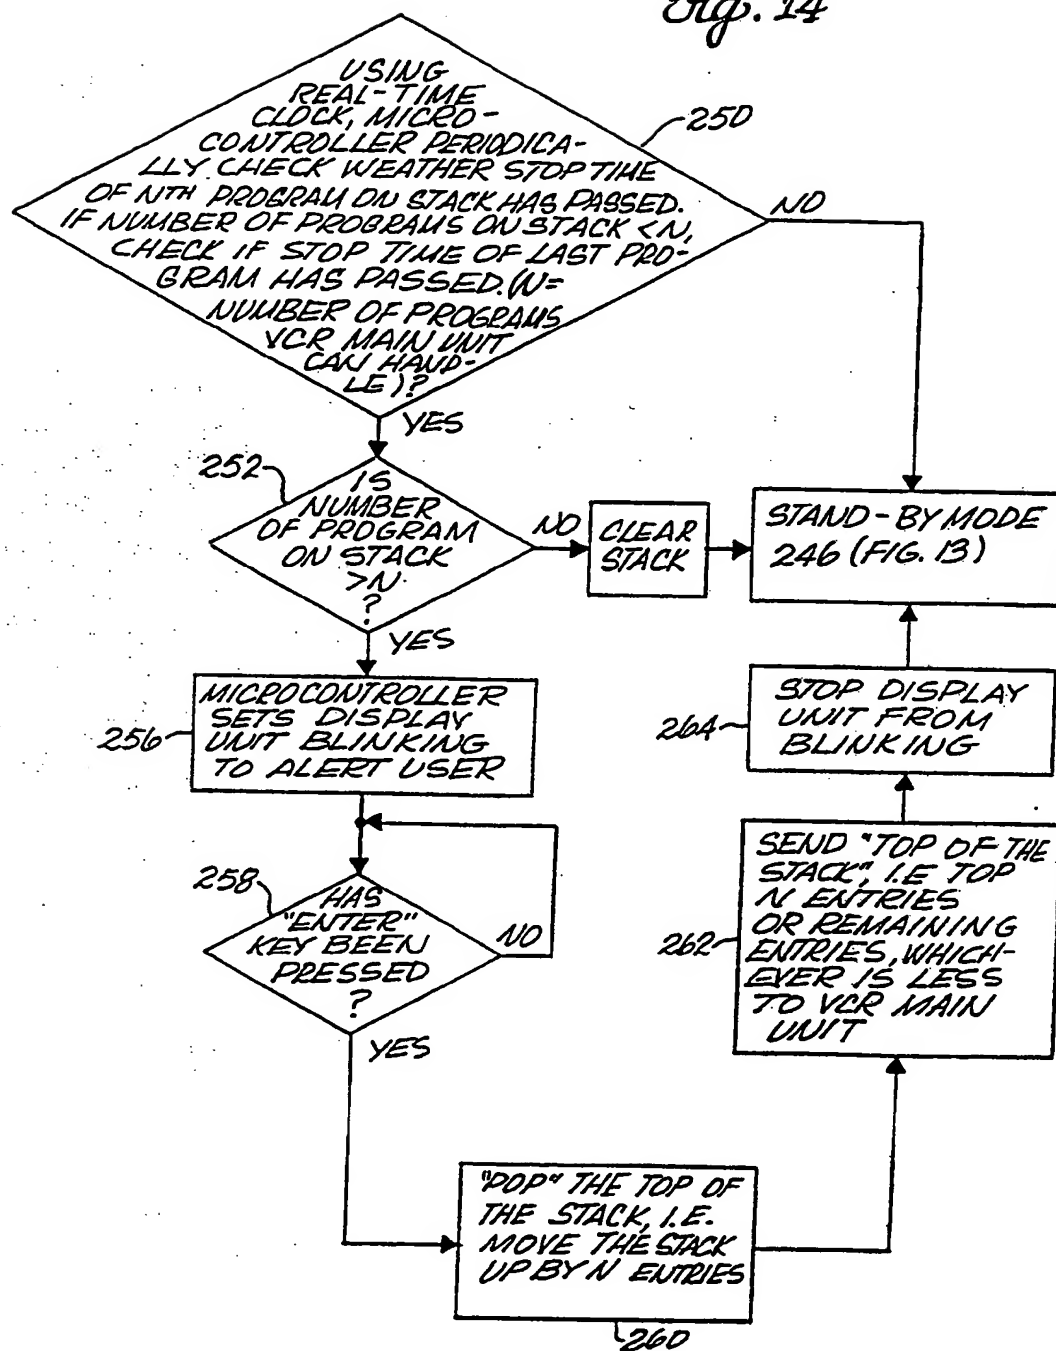 Fig. 14
USING
REAL-TIME
CLOCK, MICRO-
CONTROLLER PERIODICA-
LLY CHECK WEATHER STOP TIME
OF NTH PROGRAM ON STACK HAS PASSED.
IF NUMBER OF PROGRAMS ON STACK <N,
CHECK IF STOP TIME OF LAST PRO-
GRAM HAS PASSED.(N=
NUMBER OF PROGRAMS
VCR MAIN UNIT
CAN HAND-
LE)?
250
NO
YES
252
IS
NUMBER
OF PROGRAM
ON STACK
>N
?
NO
CLEAR
STACK
STAND-BY MODE
246 (FIG. 13)
YES
MICROCONTROLLER
SETS DISPLAY
UNIT BLINKING
TO ALERT USER
256
STOP DISPLAY
UNIT FROM
BLINKING
264
258
HAS
"ENTER"
KEY BEEN
PRESSED
?
NO
YES
SEND "TOP OF THE
STACK", I.E TOP
N ENTRIES
OR REMAINING
ENTRIES, WHICH-
EVER IS LESS
TO VCR MAIN
UNIT
262
"POP" THE TOP OF
THE STACK, I.E.
MOVE THE STACK
UP BY N ENTRIES
260